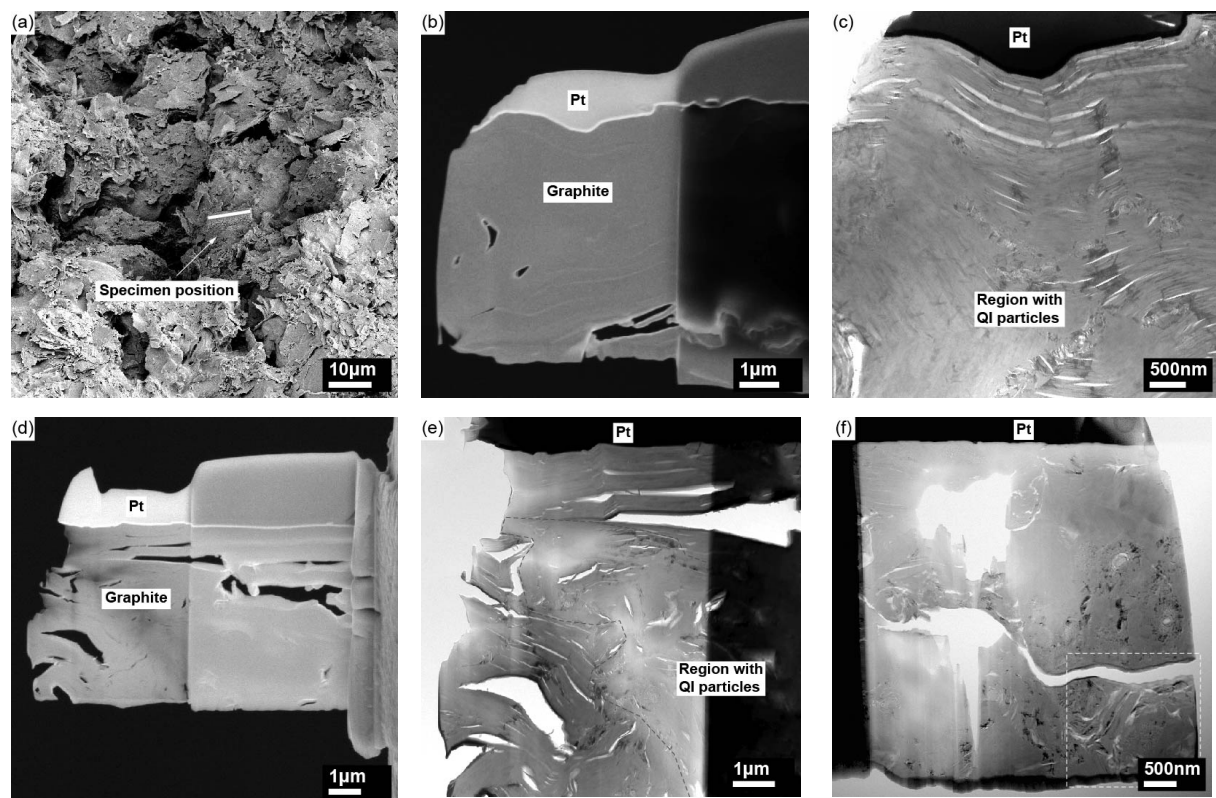 (a)
Specimen position
10µm
(b)
Pt
Graphite
1µm
(c)
Pt
Region with
QI particles
500nm
(d)
Pt
Graphite
1µm
(e)
Pt
Region with
QI particles
1µm
(f)
Pt
500nm